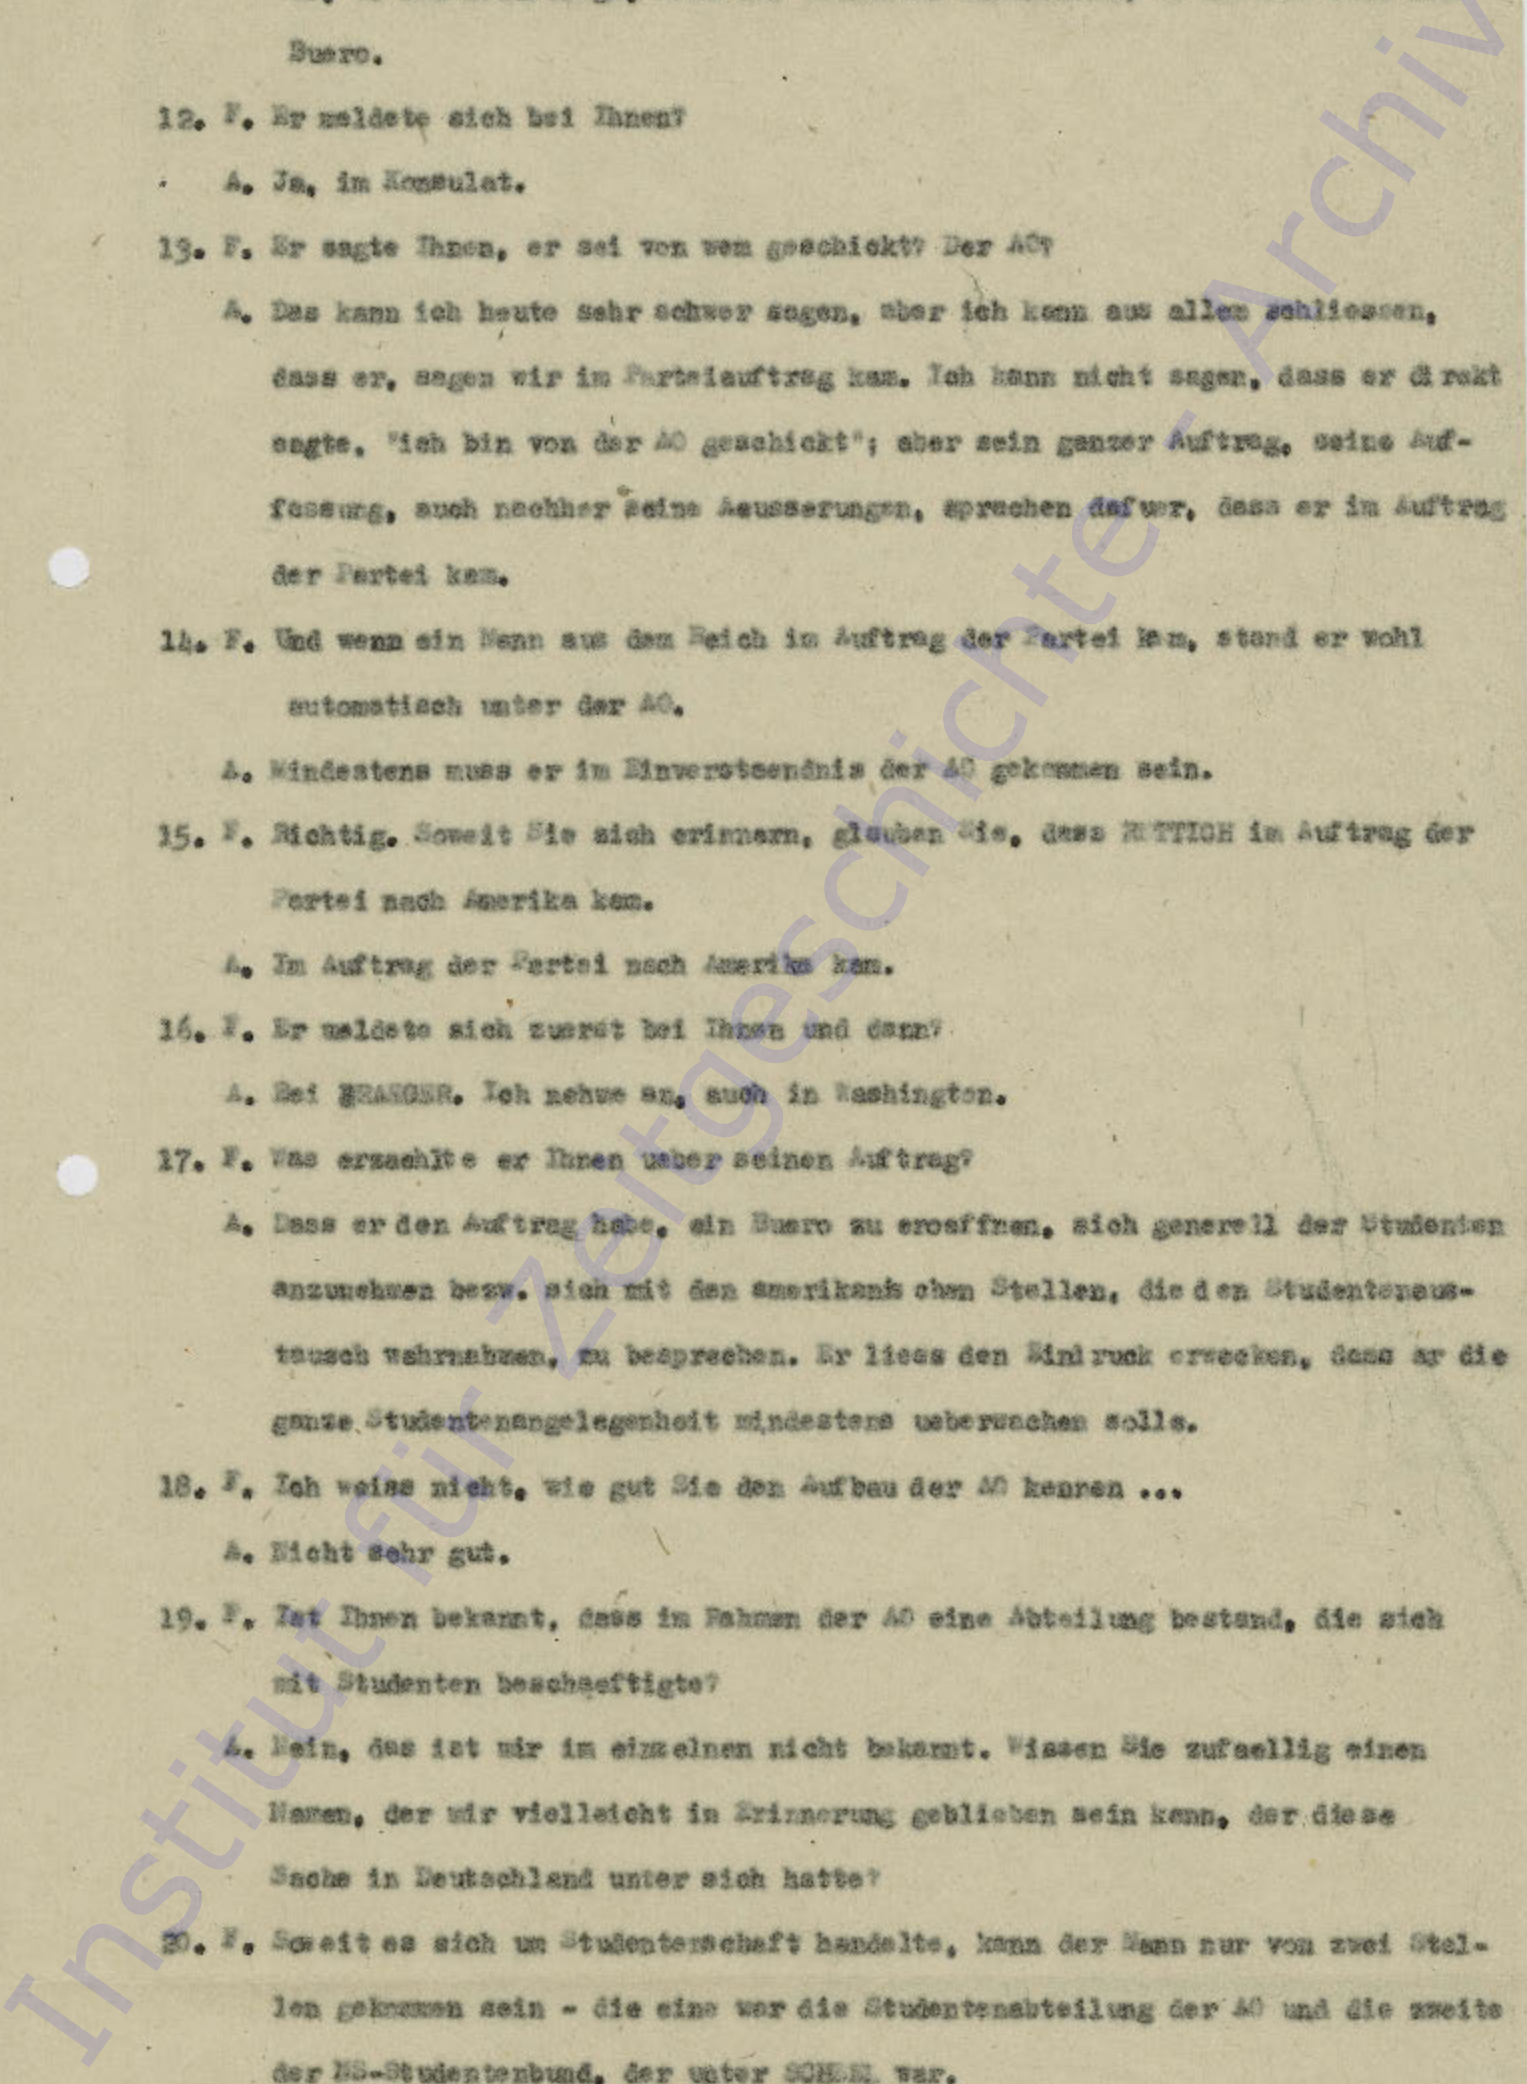 Buero.
12. F. Er meldete sich bei Ihnen?
A. Ja, im Konsulat.
13. F. Er sagte Ihnen, er sei von wem geschickt? Der AO?
A. Das kann ich heute sehr schwer sagen, aber ich kann aus allem schliessen,
dass er, sagen wir im Parteiauftrag kam. Ich kann nicht sagen, dass er direkt
sagte, "ich bin von der AO geschickt"; aber sein ganzer Auftrag, seine Auf-
fassung, auch nachher seine Aeusserungen, sprachen dafuer, dass er im Auftrag
der Partei kam.
14. F. Und wenn ein Mann aus dem Reich im Auftrag der Partei kam, stand er wohl
automatisch unter der AO.
A. Mindestens muss er im Einverstaendnis der AO gekommen sein.
15. F. Richtig. Soweit Sie sich erinnern, glauben Sie, dass RETTICH im Auftrag der
Partei nach Amerika kam.
A. Im Auftrag der Partei nach Amerika kam.
16. F. Er meldete sich zuerst bei Ihnen und dann?
A. Bei DRAEGER. Ich nehme an, auch in Washington.
17. F. Was erzaehlte er Ihnen ueber seinen Auftrag?
A. Dass er den Auftrag habe, ein Buero zu eroeffnen, sich generell der Studenten
anzunehmen bezw. sich mit den amerikanischen Stellen, die den Studentenaus-
tausch wahrnahmen, zu besprechen. Er liess den Eindruck erwecken, dass er die
ganze Studentenangelegenheit mindestens ueberwachen solle.
18. F. Ich weiss nicht, wie gut Sie den Aufbau der AO kennen ...
A. Nicht sehr gut.
19. F. Ist Ihnen bekannt, dass im Rahmen der AO eine Abteilung bestand, die sich
mit Studenten beschaeftigte?
A. Nein, das ist mir im einzelnen nicht bekannt. Wissen Sie zufaellig einen
Namen, der mir vielleicht in Erinnerung geblieben sein kann, der diese
Sache in Deutschland unter sich hatte?
20. F. Soweit es sich um Studentenschaft handelte, kann der Mann nur von zwei Stel-
len gekommen sein - die eine war die Studentenabteilung der AO und die zweite
der NS-Studentenbund, der unter SCHEEL war.
Institut für Zeitgeschichte - Archiv